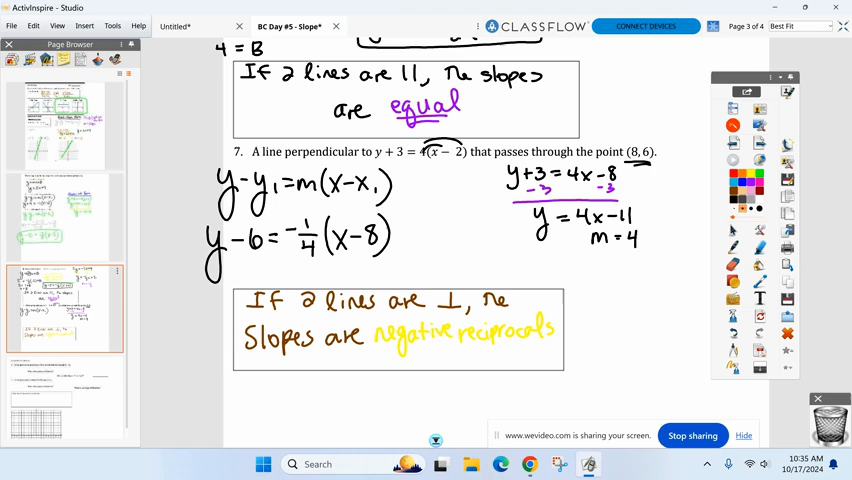 ActivInspire - Studio
File Edit View Insert Tools Help
Untitled*
BC Day #5 - Slope*
CLASSFLOW
CONNECT DEVICES
Page 3 of 4
Best Fit
Page Browser
4 = B
If 2 lines are ||, the slopes
are equal
7. A line perpendicular to y + 3 = 4(x − 2) that passes through the point (8, 6).
y-y₁=m(x-x₁)
y-6=-1/4(x-8)
y+3=4x-8
-3 -3
y=4x-11
m=4
If 2 lines are ⊥, the
slopes are negative reciprocals
www.wevideo.com is sharing your screen.
Stop sharing
Hide
Search
10:35 AM
10/17/2024